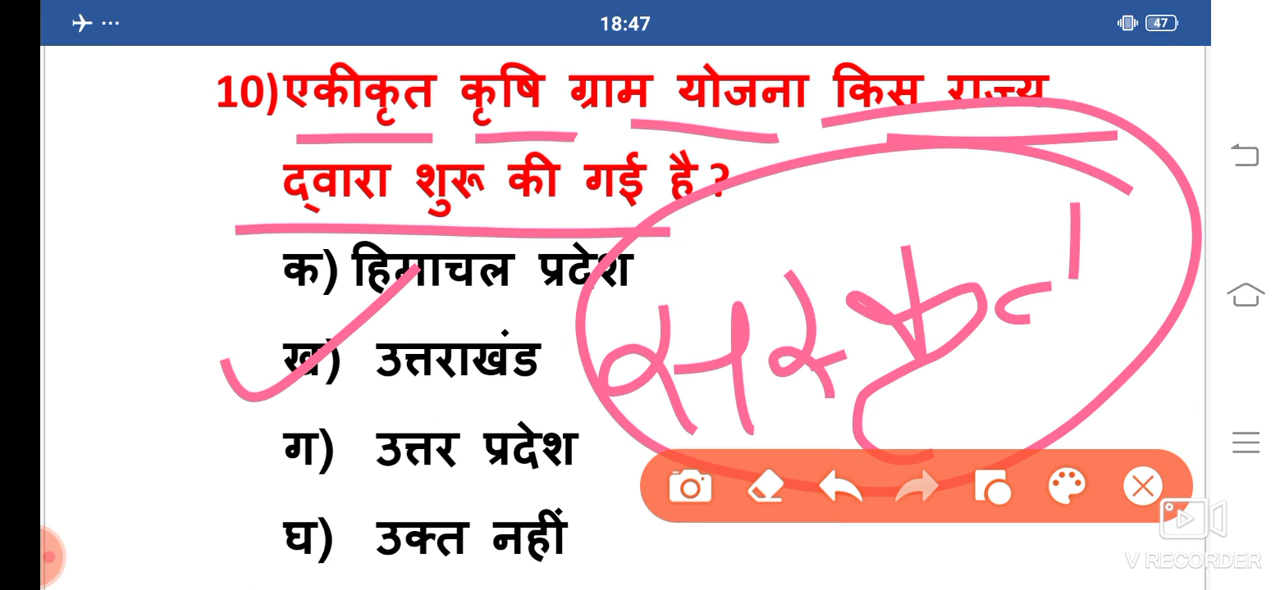 18:47
47
10)एकीकृत कृषि ग्राम योजना किस राज्य
द्वारा शुरू की गई है?
क) हिमाचल प्रदेश
ख) उत्तराखंड
ग) उत्तर प्रदेश
घ) उक्त नहीं
V RECORDER